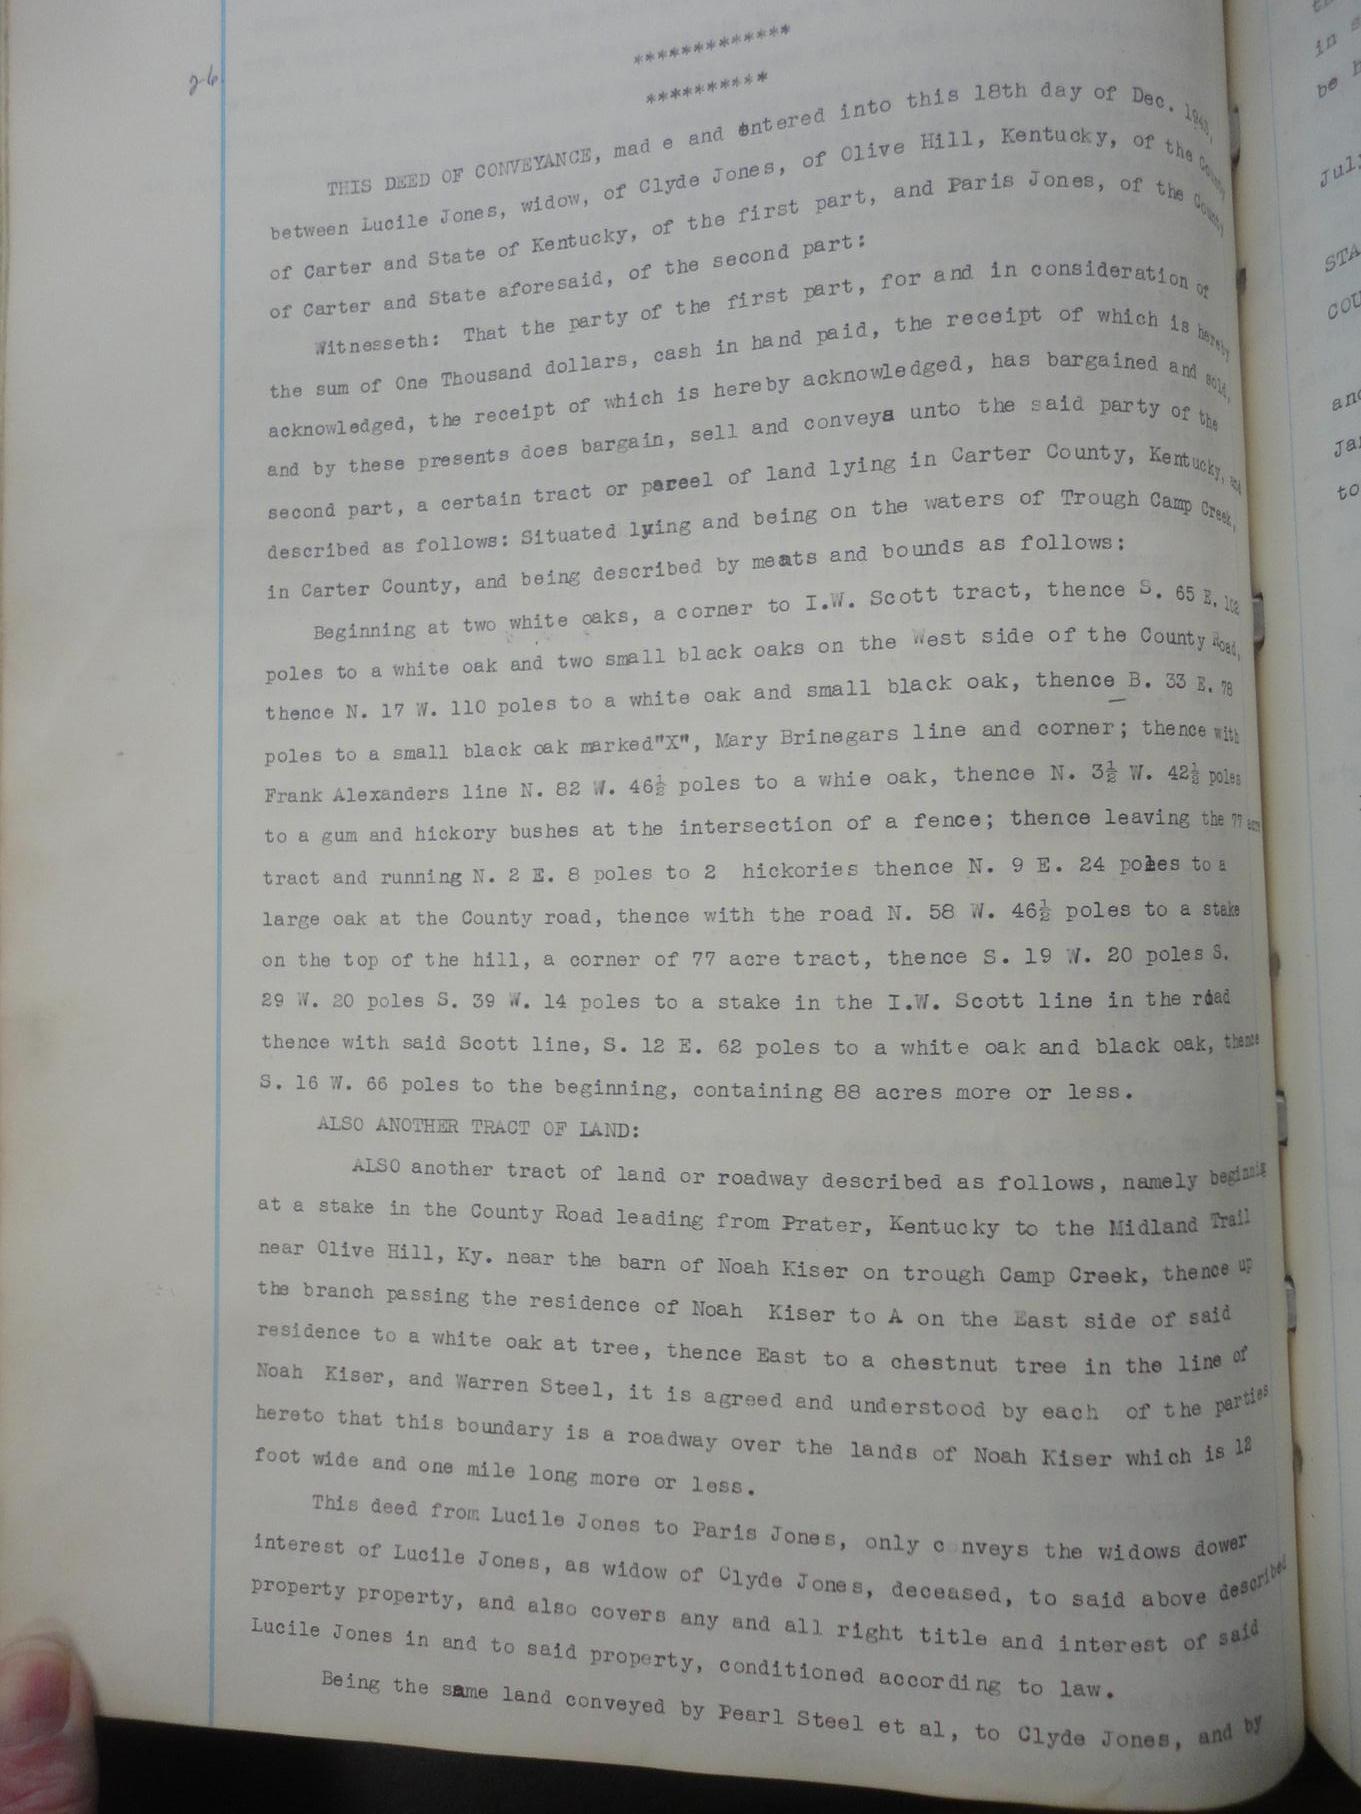 26
*************
**********
THIS DEED OF CONVEYANCE, mad e and entered into this 18th day of Dec. 1943,
between Lucile Jones, widow, of Clyde Jones, of Olive Hill, Kentucky, of the County
of Carter and State of Kentucky, of the first part, and Paris Jones, of the County
of Carter and State aforesaid, of the second part:
Witnesseth: That the party of the first part, for and in consideration of
the sum of One Thousand dollars, cash in hand paid, the receipt of which is hereby
acknowledged, the receipt of which is hereby acknowledged, has bargained and sold,
and by these presents does bargain, sell and conveys unto the said party of the
second part, a certain tract or parcel of land lying in Carter County, Kentucky, and
described as follows: Situated lying and being on the waters of Trough Camp Creek,
in Carter County, and being described by meats and bounds as follows:
Beginning at two white oaks, a corner to I.W. Scott tract, thence S. 65 E. 102
poles to a white oak and two small black oaks on the West side of the County Road,
thence N. 17 W. 110 poles to a white oak and small black oak, thence B. 33 E. 78
poles to a small black oak marked"X", Mary Brinegars line and corner; thence with
Frank Alexanders line N. 82 W. 46½ poles to a whie oak, thence N. 3½ W. 42½ poles
to a gum and hickory bushes at the intersection of a fence; thence leaving the 77 acre
tract and running N. 2 E. 8 poles to 2 hickories thence N. 9 E. 24 poles to a
large oak at the County road, thence with the road N. 58 W. 46½ poles to a stake
on the top of the hill, a corner of 77 acre tract, thence S. 19 W. 20 poles S.
29 W. 20 poles S. 39 W. 14 poles to a stake in the I.W. Scott line in the road
thence with said Scott line, S. 12 E. 62 poles to a white oak and black oak, thence
S. 16 W. 66 poles to the beginning, containing 88 acres more or less.
ALSO ANOTHER TRACT OF LAND:
ALSO another tract of land or roadway described as follows, namely beginnig
at a stake in the County Road leading from Prater, Kentucky to the Midland Trail
near Olive Hill, Ky. near the barn of Noah Kiser on trough Camp Creek, thence up
the branch passing the residence of Noah Kiser to A on the East side of said
residence to a white oak at tree, thence East to a chestnut tree in the line of
Noah Kiser, and Warren Steel, it is agreed and understood by each of the parties
hereto that this boundary is a roadway over the lands of Noah Kiser which is 12
foot wide and one mile long more or less.
This deed from Lucile Jones to Paris Jones, only c nveys the widows dower
interest of Lucile Jones, as widow of Clyde Jones, deceased, to said above described
property property, and also covers any and all right title and interest of said
Lucile Jones in and to said property, conditioned according to law.
Being the same land conveyed by Pearl Steel et al, to Clyde Jones, and by
in
be
to